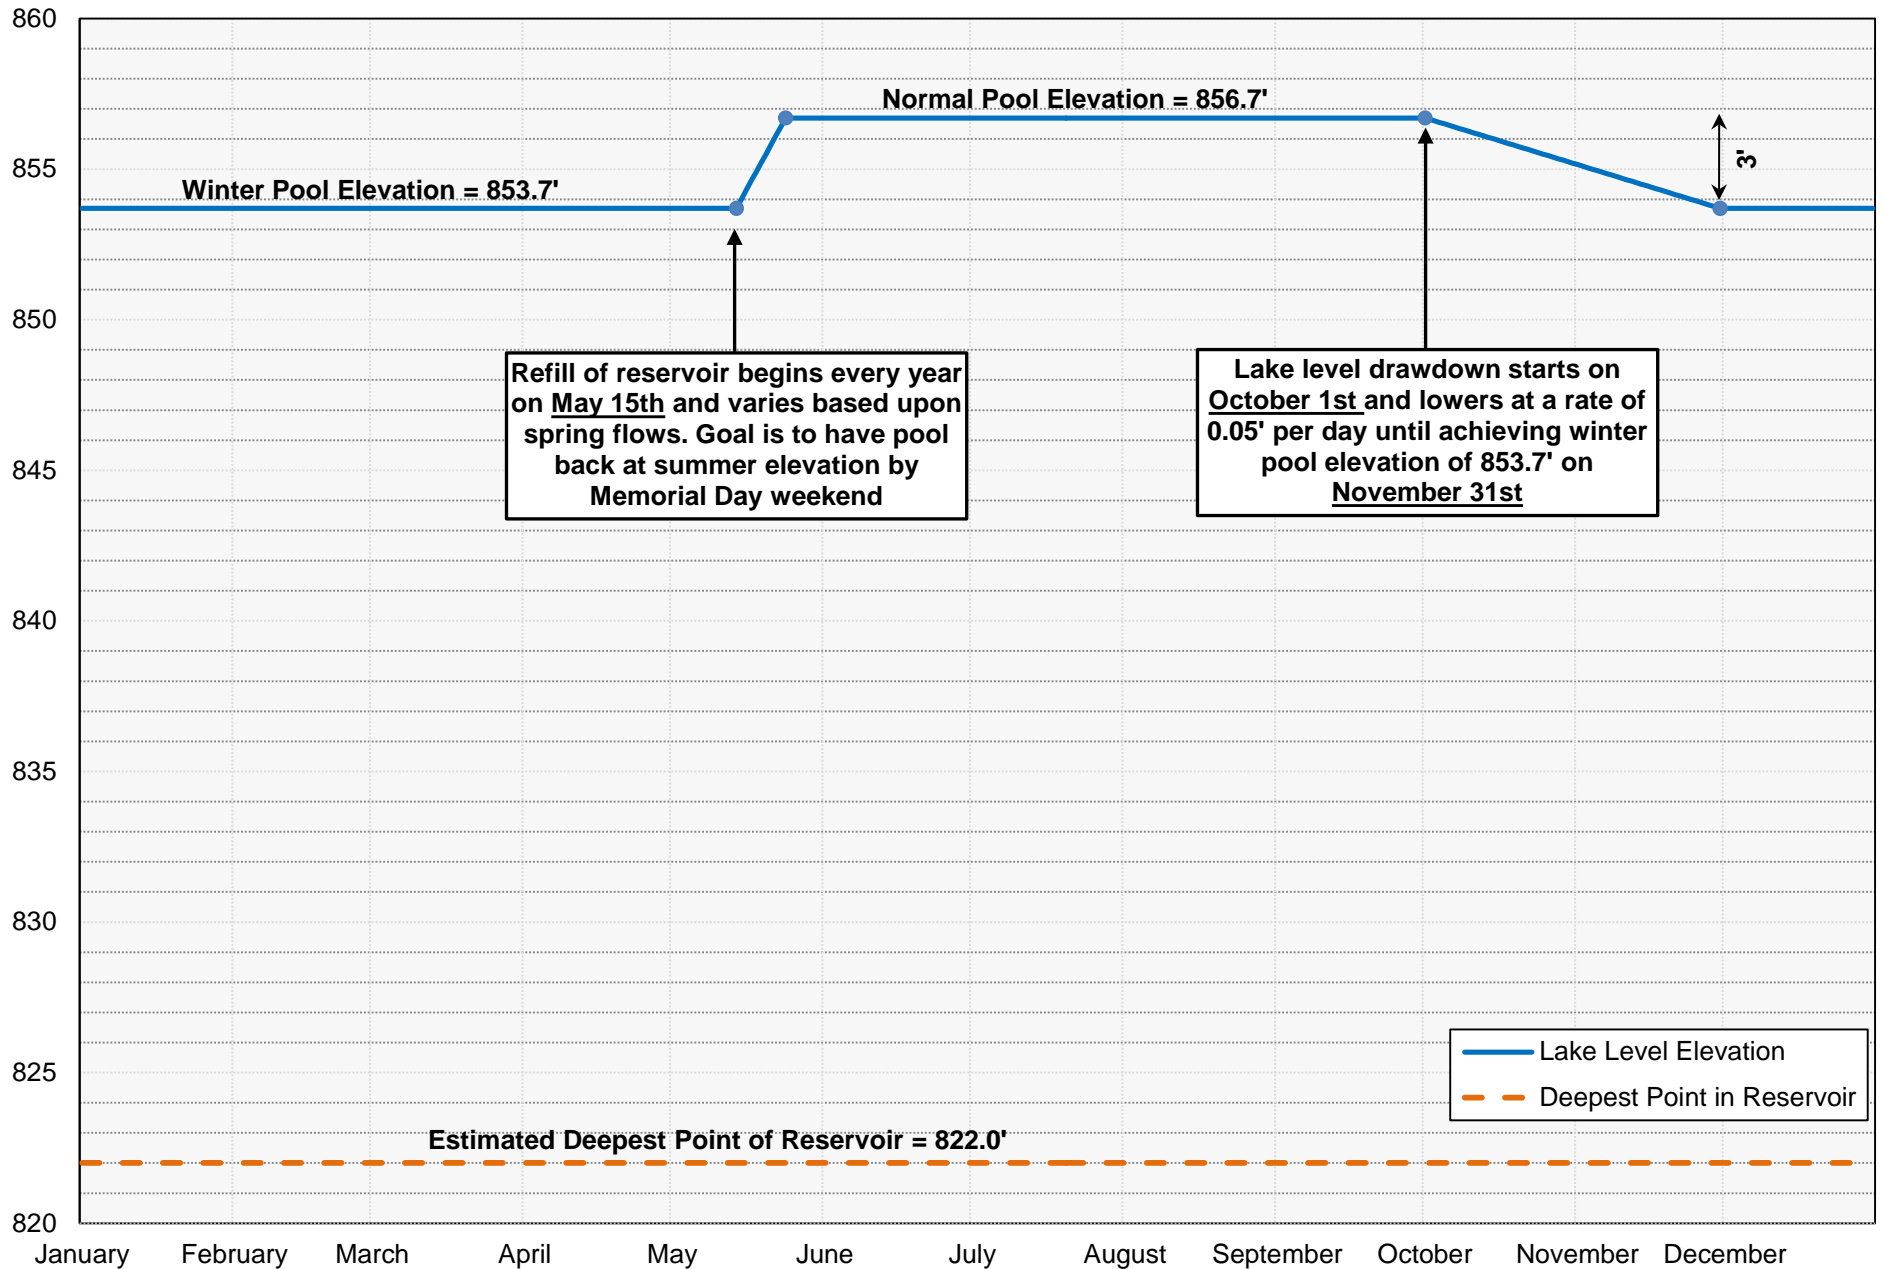 860
Normal Pool Elevation = 856.7'
855
3'
Winter Pool Elevation = 853.7'
850
Refill of reservoir begins every year
on May 15th and varies based upon
spring flows. Goal is to have pool
back at summer elevation by
Memorial Day weekend
Lake level drawdown starts on
October 1st and lowers at a rate of
0.05' per day until achieving winter
pool elevation of 853.7' on
November 31st
845
840
835
830
825
Lake Level Elevation
Deepest Point in Reservoir
Estimated Deepest Point of Reservoir = 822.0'
820
January February March April May June July August September October November December